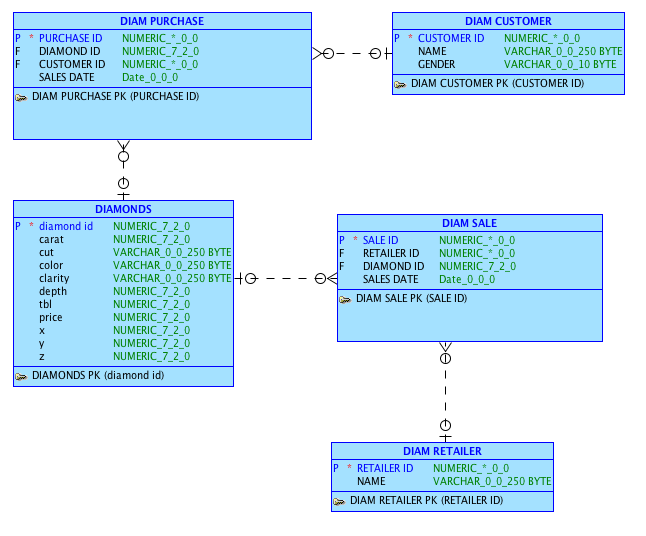 DIAM PURCHASE
P * PURCHASE ID NUMERIC_*_0_0
F DIAMOND ID NUMERIC_7_2_0
F CUSTOMER ID NUMERIC_*_0_0
SALES DATE Date_0_0_0
DIAM PURCHASE PK (PURCHASE ID)
DIAM CUSTOMER
P * CUSTOMER ID NUMERIC_*_0_0
NAME VARCHAR_0_0_250 BYTE
GENDER VARCHAR_0_0_10 BYTE
DIAM CUSTOMER PK (CUSTOMER ID)
DIAMONDS
P * diamond id NUMERIC_7_2_0
carat NUMERIC_7_2_0
cut VARCHAR_0_0_250 BYTE
color VARCHAR_0_0_250 BYTE
clarity VARCHAR_0_0_250 BYTE
depth NUMERIC_7_2_0
tbl NUMERIC_7_2_0
price NUMERIC_7_2_0
x NUMERIC_7_2_0
y NUMERIC_7_2_0
z NUMERIC_7_2_0
DIAMONDS PK (diamond id)
DIAM SALE
P * SALE ID NUMERIC_*_0_0
F RETAILER ID NUMERIC_*_0_0
F DIAMOND ID NUMERIC_7_2_0
SALES DATE Date_0_0_0
DIAM SALE PK (SALE ID)
DIAM RETAILER
P * RETAILER ID NUMERIC_*_0_0
NAME VARCHAR_0_0_250 BYTE
DIAM RETAILER PK (RETAILER ID)